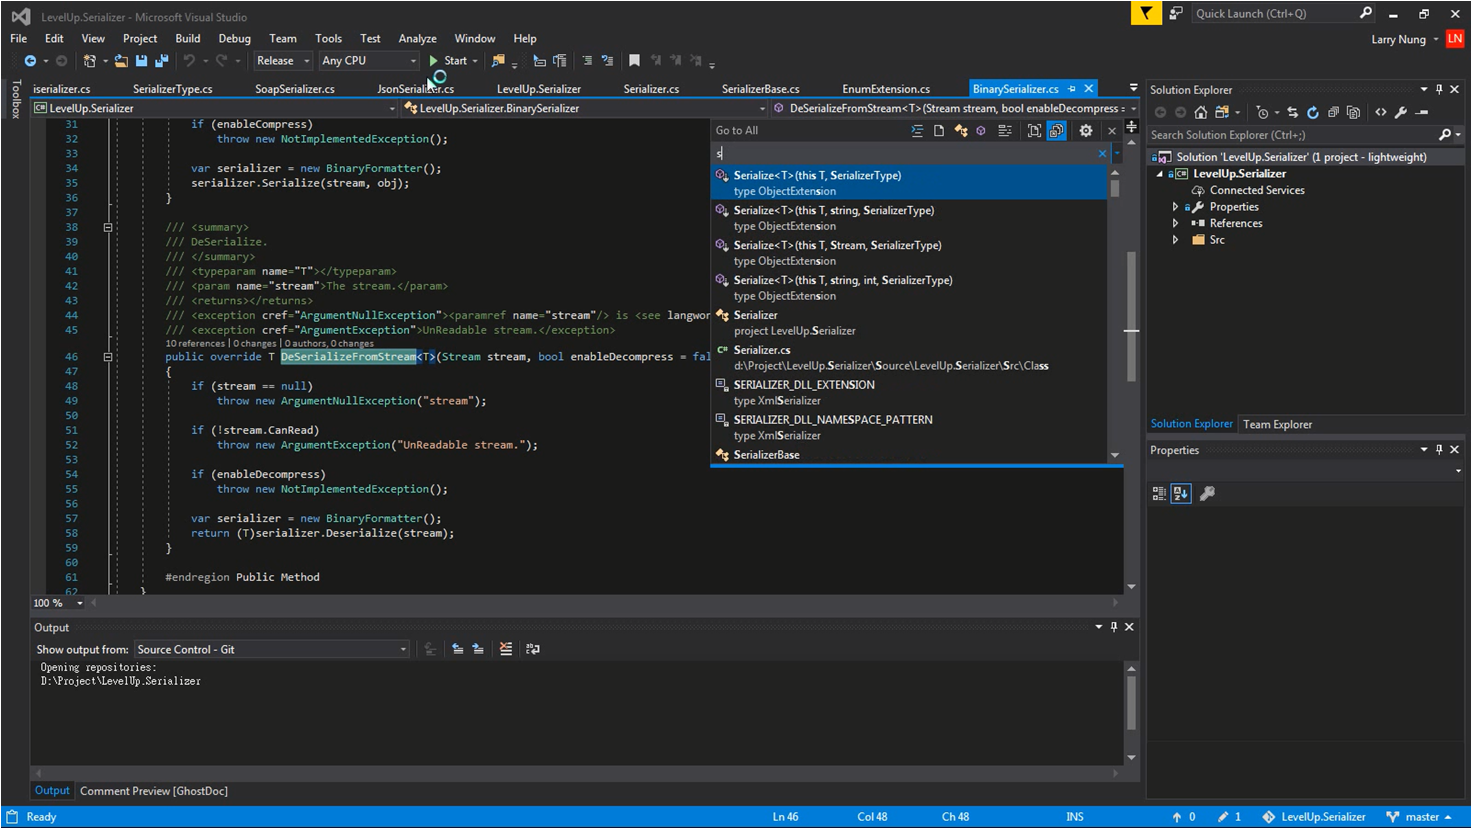 LevelUp.Serializer - Microsoft Visual Studio
Quick Launch (Ctrl+Q)
File Edit View Project Build Debug Team Tools Test Analyze Window Help
Larry Nung LN
Release Any CPU Start
Toolbox
iserializer.cs SerializerType.cs SoapSerializer.cs JsonSerializer.cs LevelUp.Serializer Serializer.cs SerializerBase.cs EnumExtension.cs BinarySerializer.cs
C# LevelUp.Serializer LevelUp.Serializer.BinarySerializer DeSerializeFromStream<T>(Stream stream, bool enableDecompress =
31 if (enableCompress)
32 throw new NotImplementedException();
33
34 var serializer = new BinaryFormatter();
35 serializer.Serialize(stream, obj);
36 }
37
38 /// <summary>
39 /// DeSerialize.
40 /// </summary>
41 /// <typeparam name="T"></typeparam>
42 /// <param name="stream">The stream.</param>
43 /// <returns></returns>
44 /// <exception cref="ArgumentNullException"><paramref name="stream"/> is <see langwor
45 /// <exception cref="ArgumentException">UnReadable stream.</exception>
10 references | 0 changes | 0 authors, 0 changes
46 public override T DeSerializeFromStream<T>(Stream stream, bool enableDecompress = fal
47 {
48 if (stream == null)
49 throw new ArgumentNullException("stream");
50
51 if (!stream.CanRead)
52 throw new ArgumentException("UnReadable stream.");
53
54 if (enableDecompress)
55 throw new NotImplementedException();
56
57 var serializer = new BinaryFormatter();
58 return (T)serializer.Deserialize(stream);
59 }
60
61 #endregion Public Method
62 }
100 %
Go to All
s
Serialize<T>(this T, SerializerType)
type ObjectExtension
Serialize<T>(this T, string, SerializerType)
type ObjectExtension
Serialize<T>(this T, Stream, SerializerType)
type ObjectExtension
Serialize<T>(this T, string, int, SerializerType)
type ObjectExtension
Serializer
project LevelUp.Serializer
C# Serializer.cs
d:\Project\LevelUp.Serializer\Source\LevelUp.Serializer\Src\Class
SERIALIZER_DLL_EXTENSION
type XmlSerializer
SERIALIZER_DLL_NAMESPACE_PATTERN
type XmlSerializer
SerializerBase
Solution Explorer
Search Solution Explorer (Ctrl+;)
Solution 'LevelUp.Serializer' (1 project - lightweight)
C# LevelUp.Serializer
Connected Services
Properties
References
Src
Solution Explorer Team Explorer
Properties
Output
Show output from: Source Control - Git
Opening repositories:
D:\Project\LevelUp.Serializer
Output Comment Preview [GhostDoc]
Ready Ln 46 Col 48 Ch 48 INS 0 1 LevelUp.Serializer master